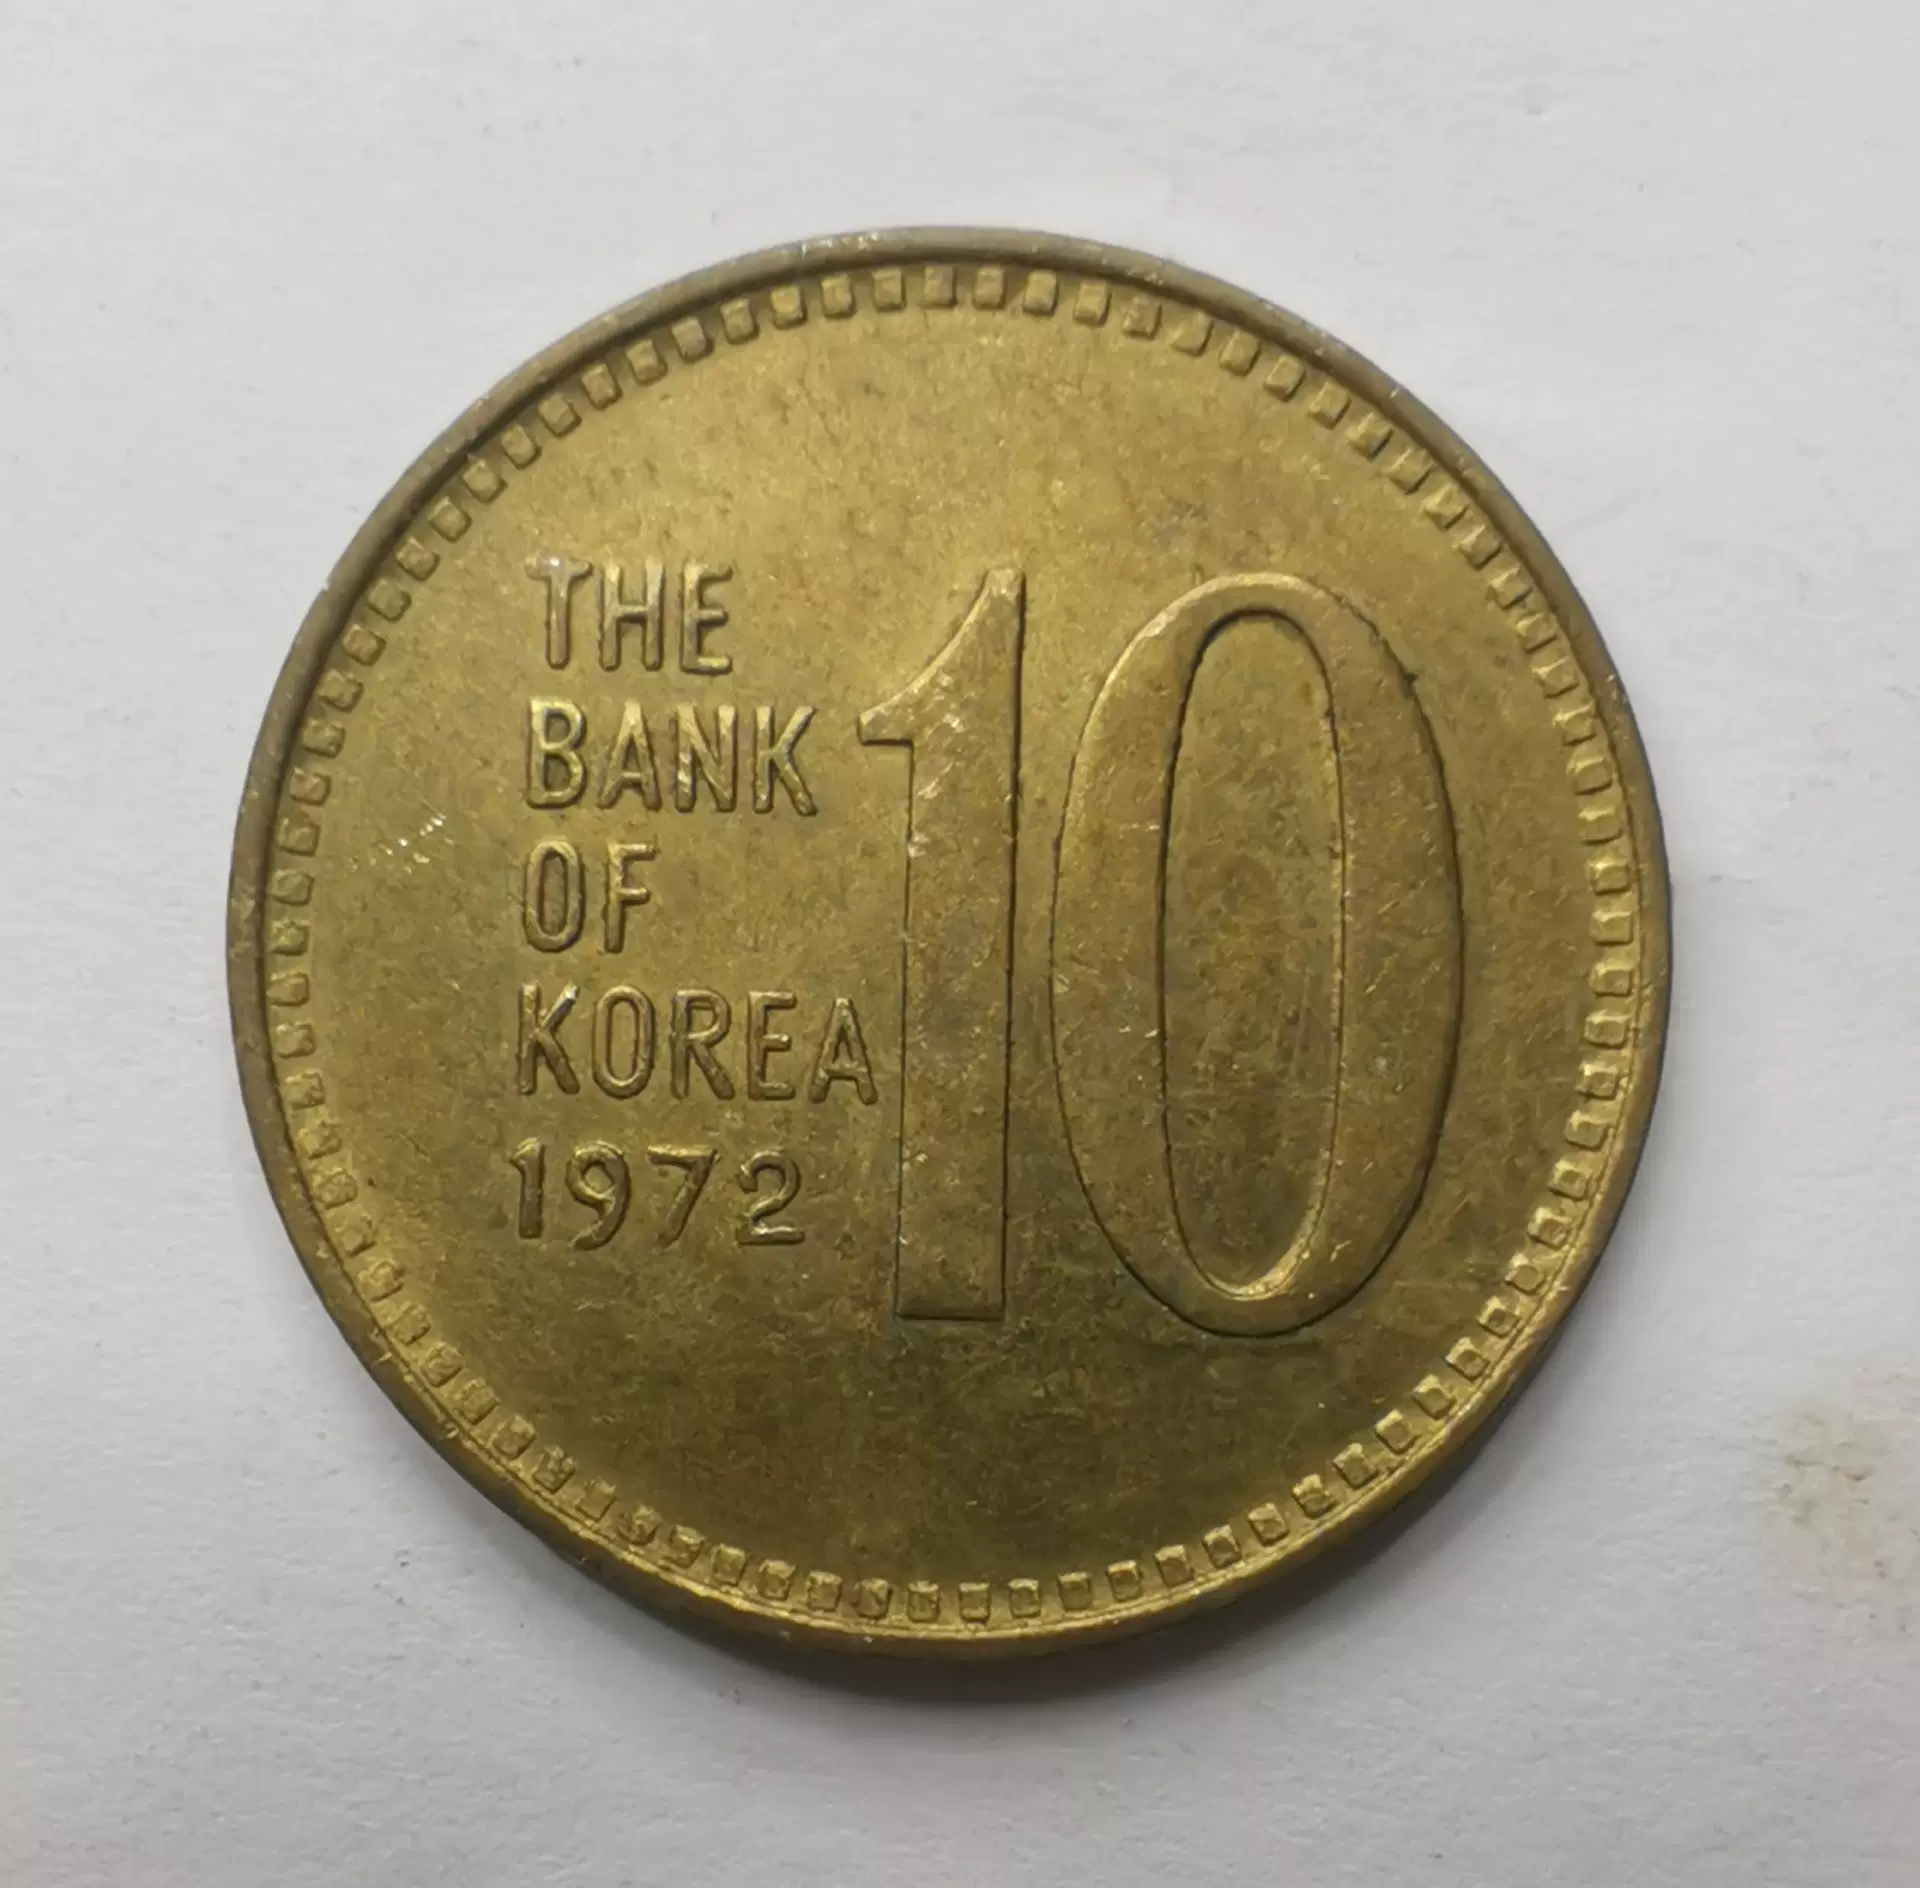 THE
BANK
OF
KOREA
1972
10